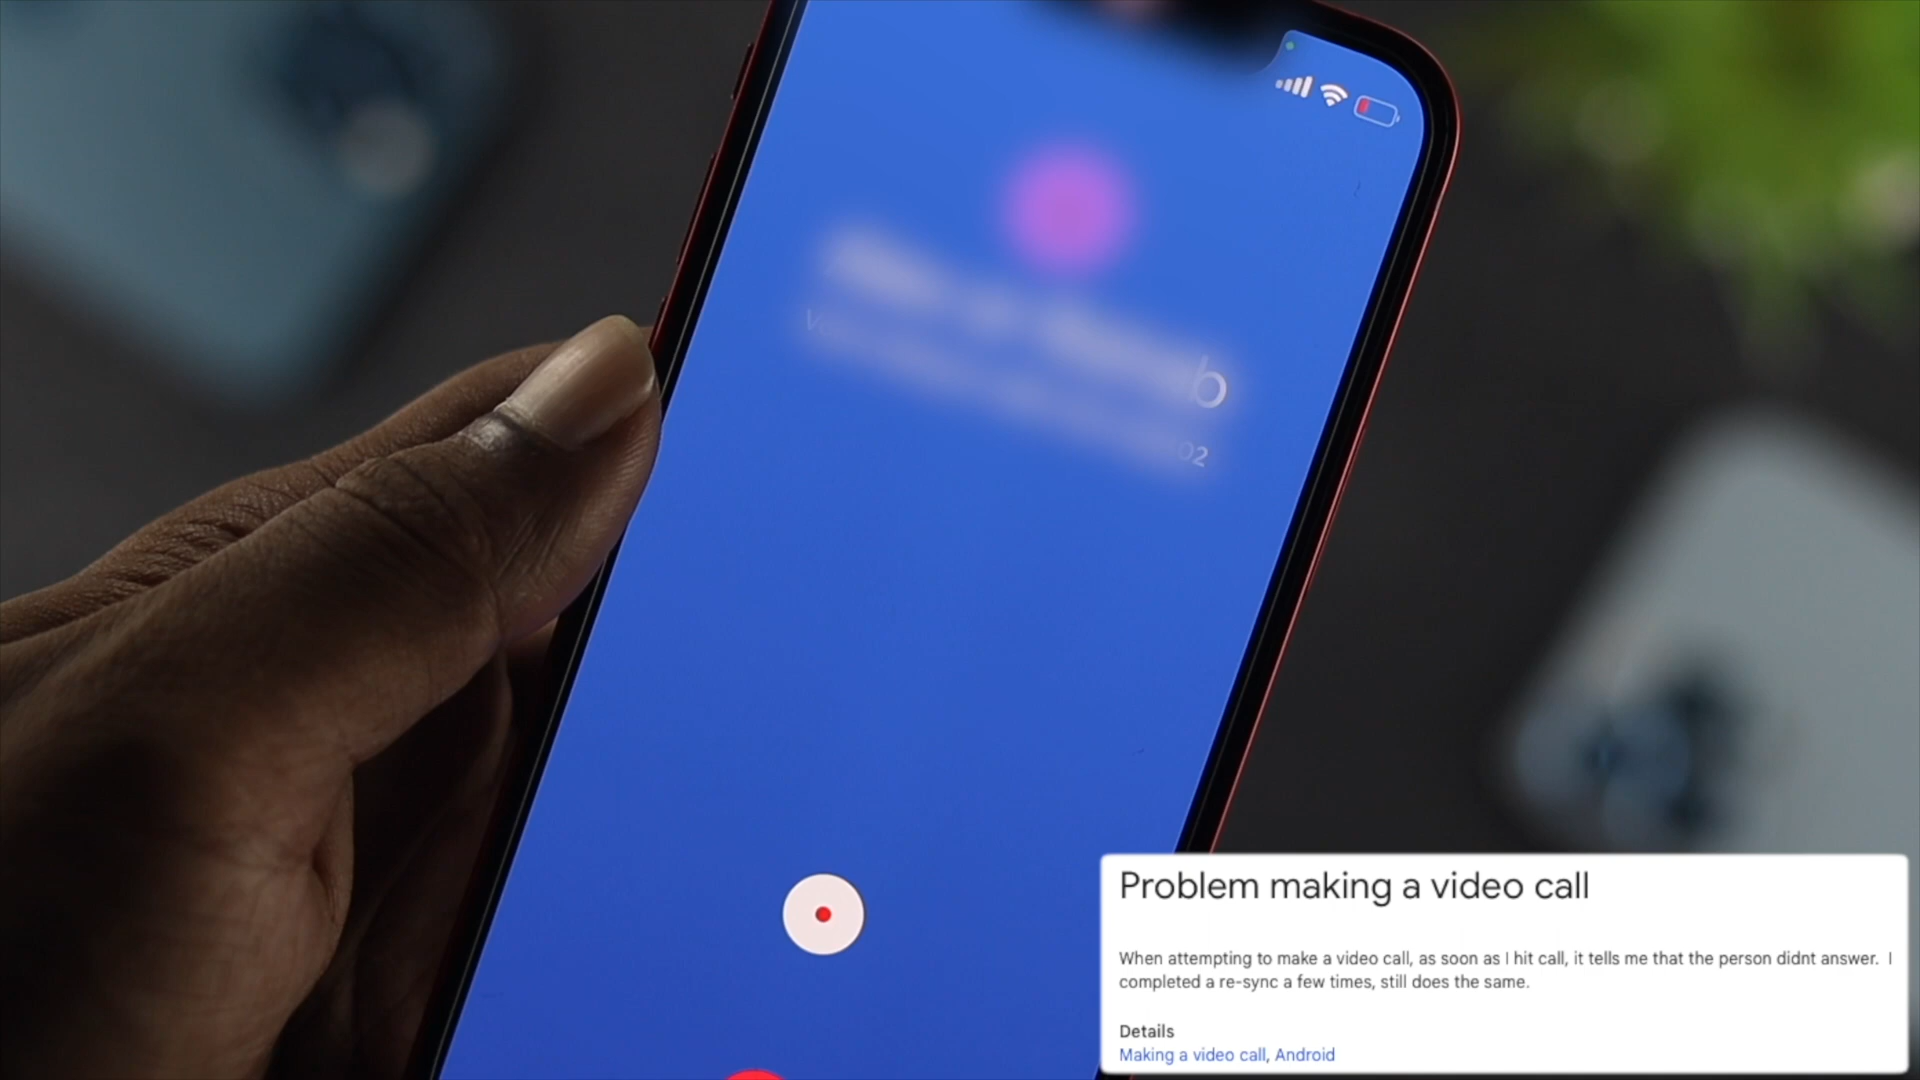 b
02
Problem making a video call
When attempting to make a video call, as soon as I hit call, it tells me that the person didnt answer. I
completed a re-sync a few times, still does the same.
Details
Making a video call, Android